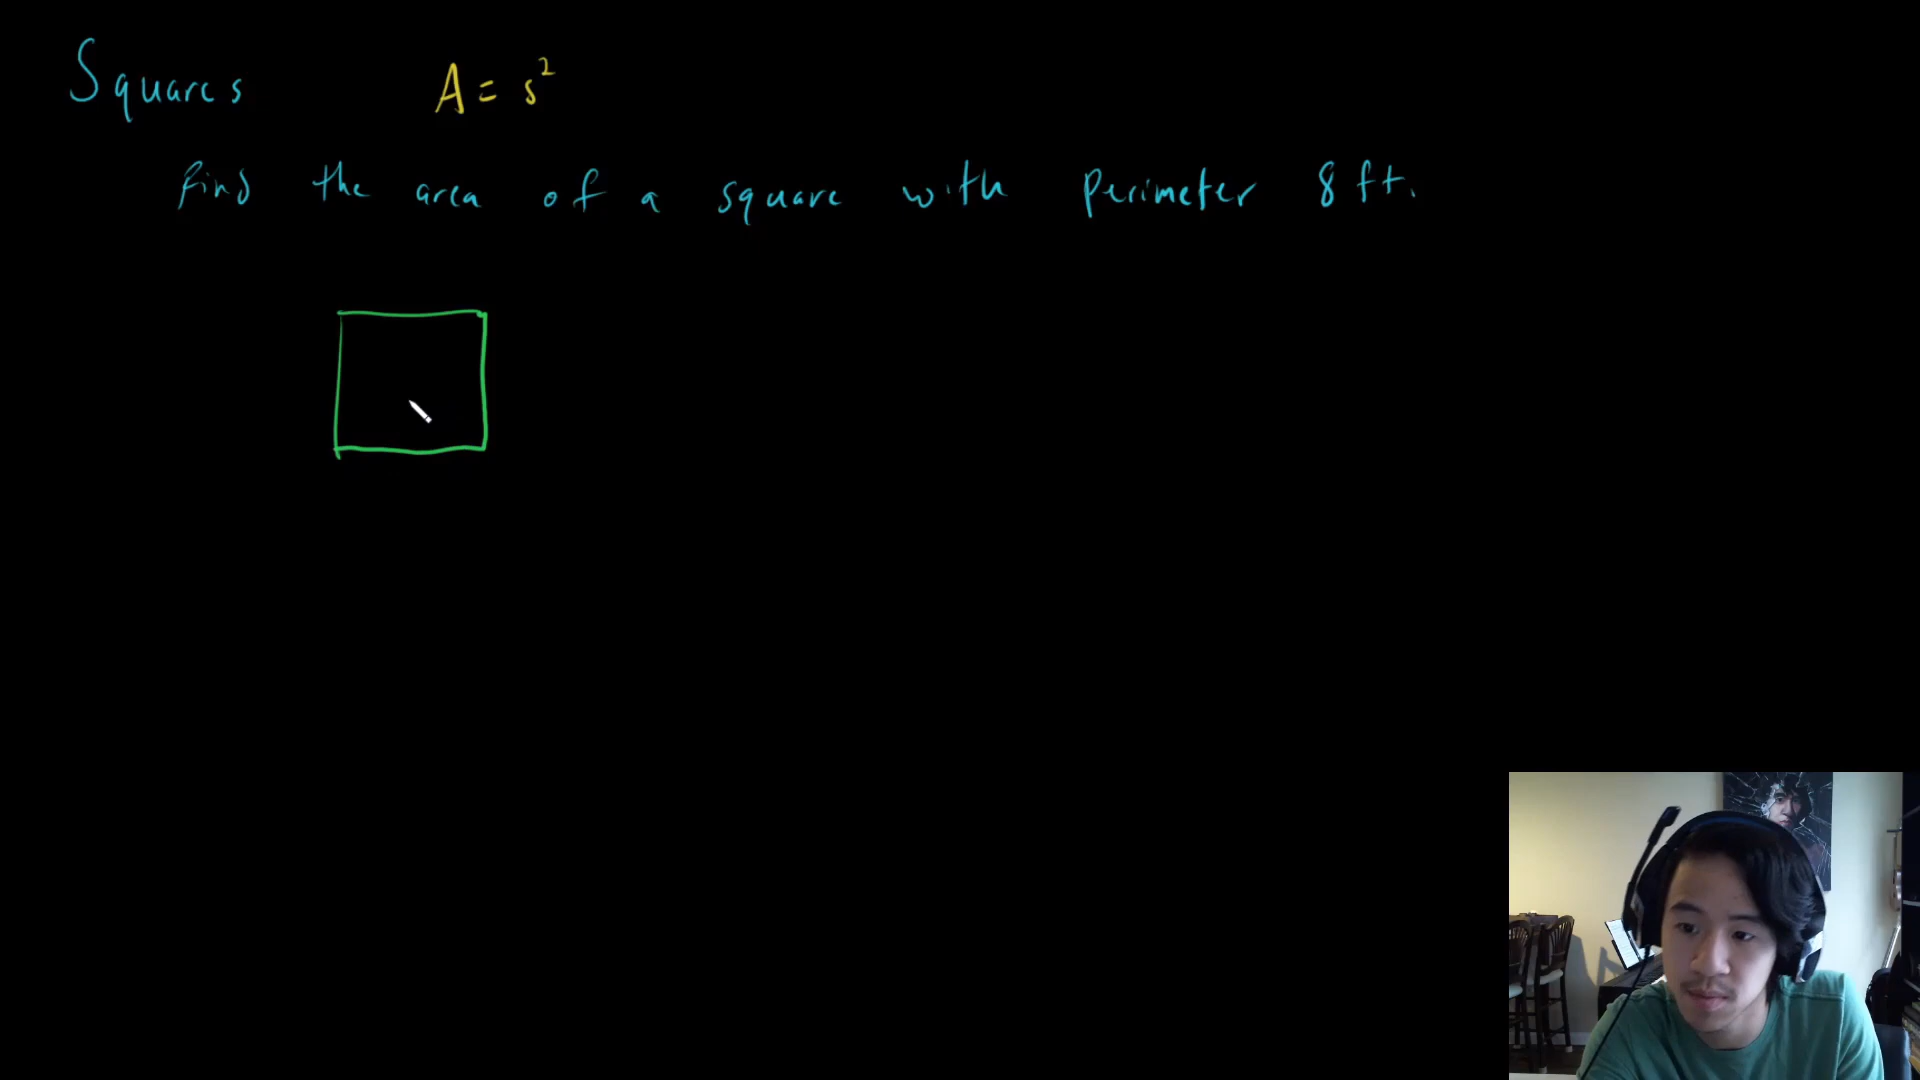 Squares A = s²
Find the area of a square with perimeter 8 ft.